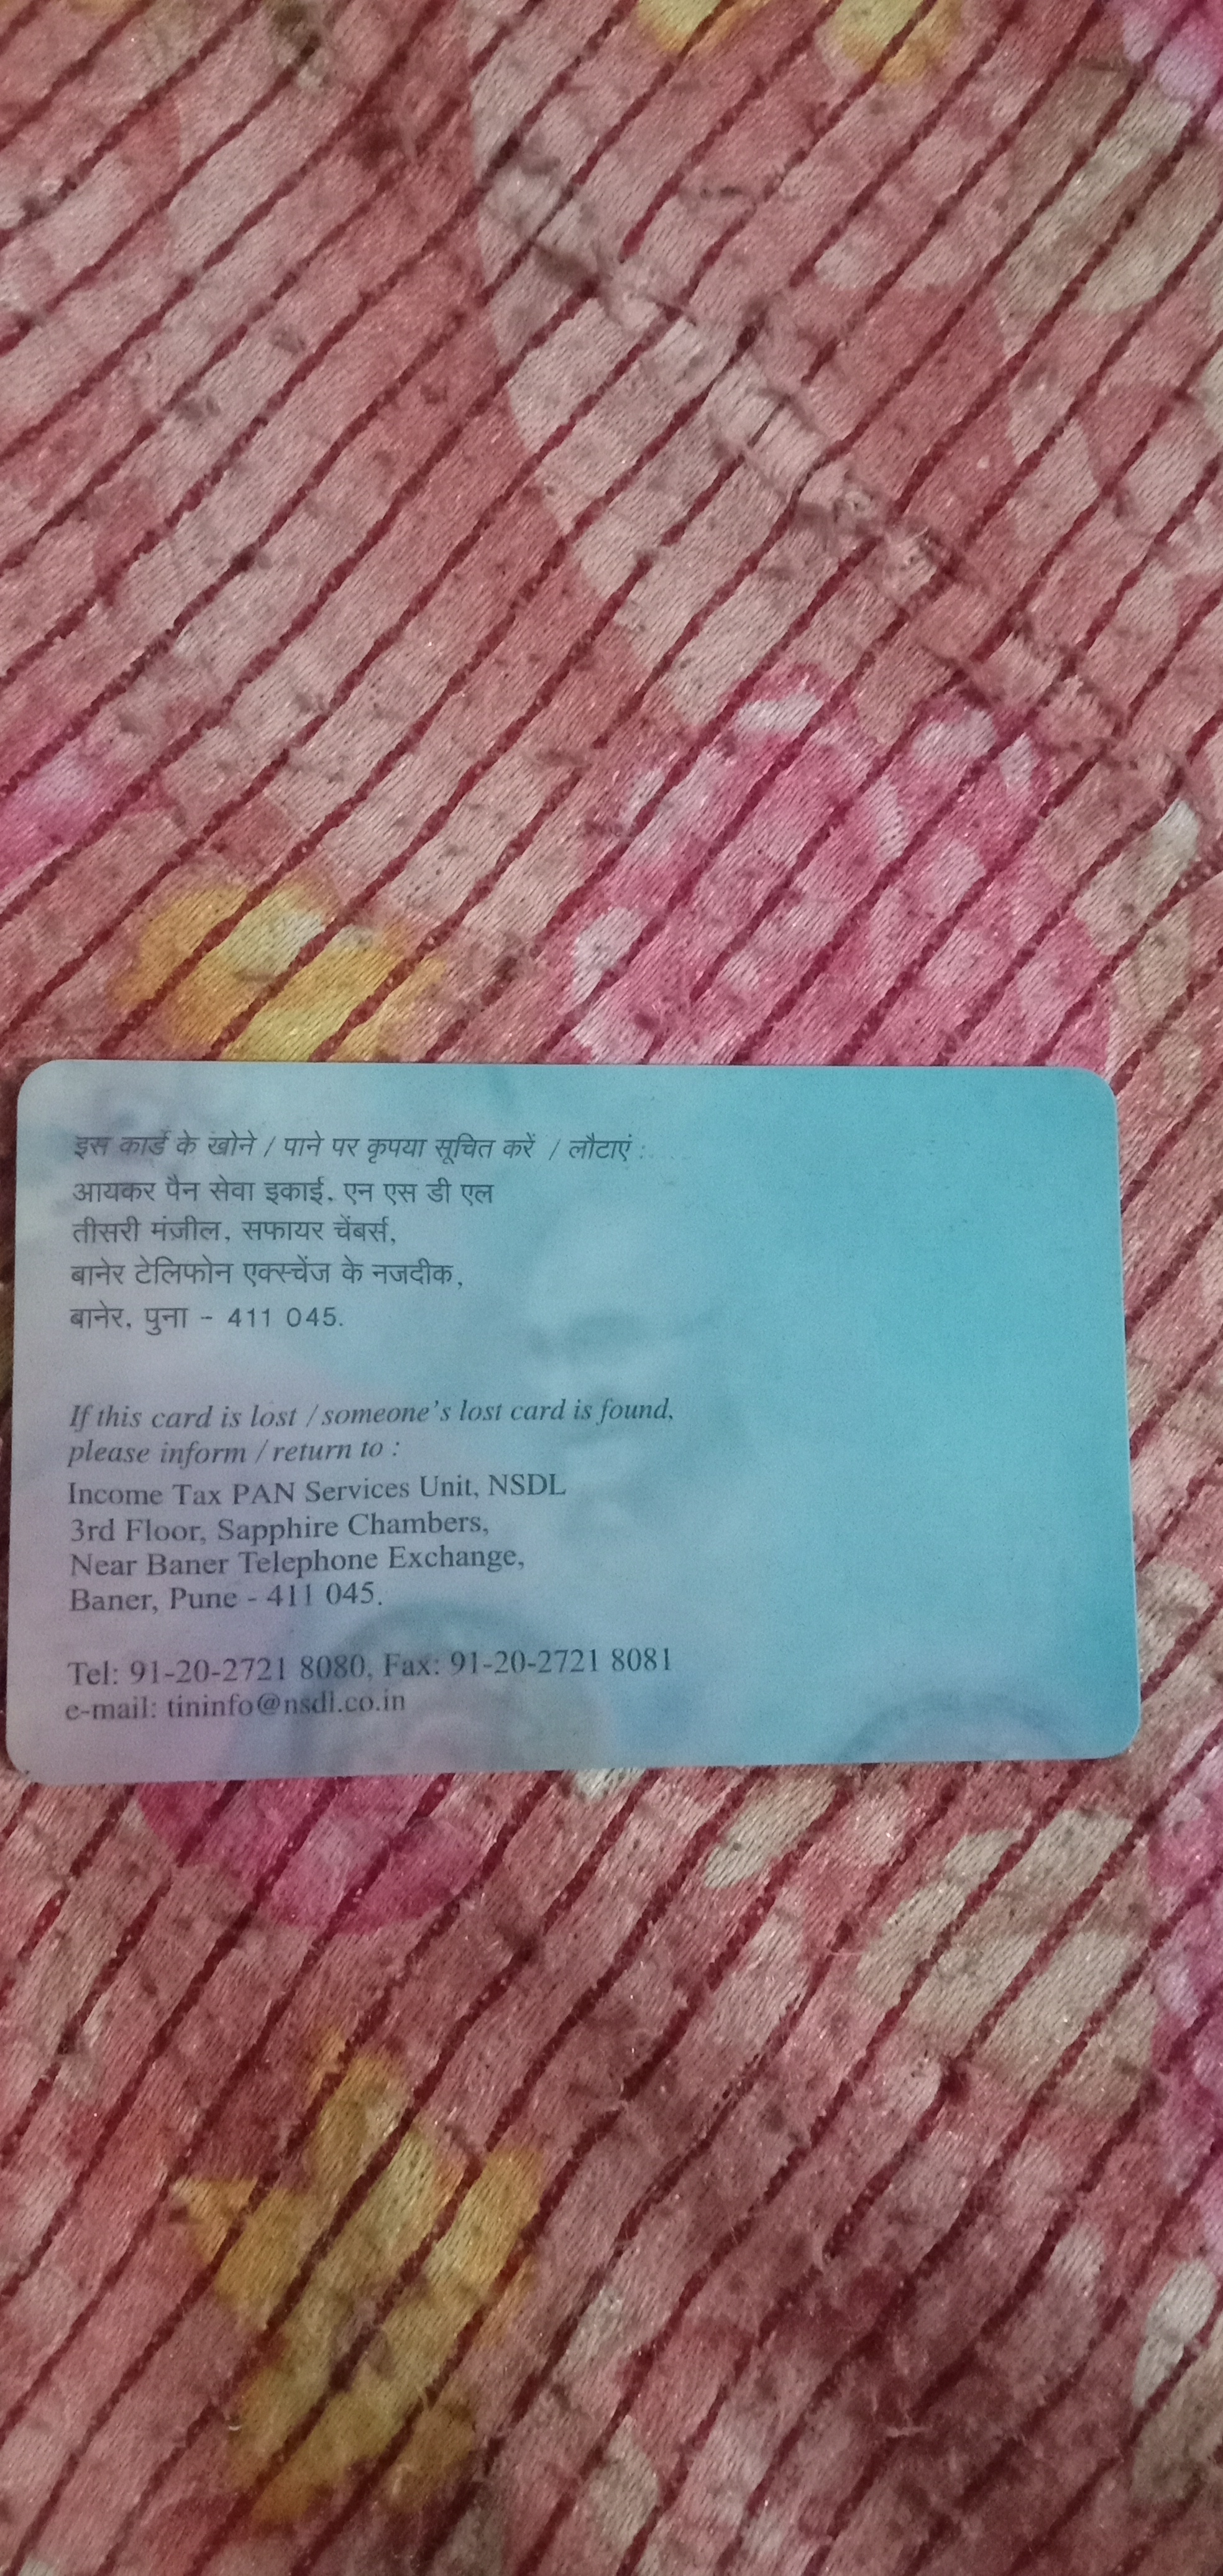 इस कार्ड के खोने / पाने पर कृपया सूचित करें / लौटाएं :
आयकर पैन सेवा इकाई, एन एस डी एल
तीसरी मंज़ील, सफायर चेंबर्स,
बानेर टेलिफोन एक्स्चेंज के नजदीक,
बानेर, पुना - 411 045.
If this card is lost / someone's lost card is found,
please inform / return to :
Income Tax PAN Services Unit, NSDL
3rd Floor, Sapphire Chambers,
Near Baner Telephone Exchange,
Baner, Pune - 411 045.
Tel: 91-20-2721 8080, Fax: 91-20-2721 8081
e-mail: tininfo@nsdl.co.in